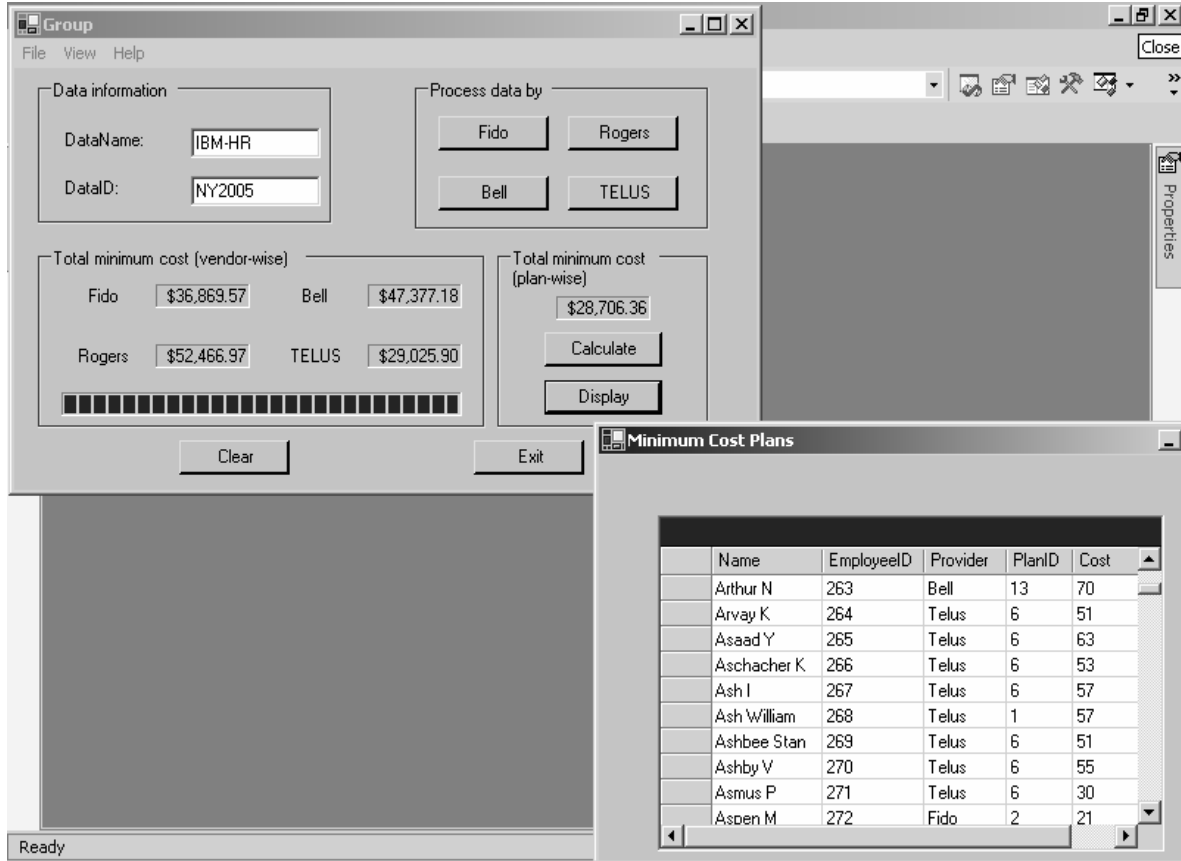 Group
File View Help
Close
Data information
DataName: IBM-HR
DataID: NY2005
Process data by
Fido Rogers
Bell TELUS
Properties
Total minimum cost (vendor-wise)
Fido $36,869.57 Bell $47,377.18
Rogers $52,466.97 TELUS $29,025.90
Total minimum cost
(plan-wise)
$28,706.36
Calculate
Display
Clear Exit
Minimum Cost Plans
Name EmployeeID Provider PlanID Cost
Arthur N 263 Bell 13 70
Arvay K 264 Telus 6 51
Asaad Y 265 Telus 6 63
Aschacher K 266 Telus 6 53
Ash I 267 Telus 6 57
Ash William 268 Telus 1 57
Ashbee Stan 269 Telus 6 51
Ashby V 270 Telus 6 55
Asmus P 271 Telus 6 30
Aspen M 272 Fido 2 21
Ready